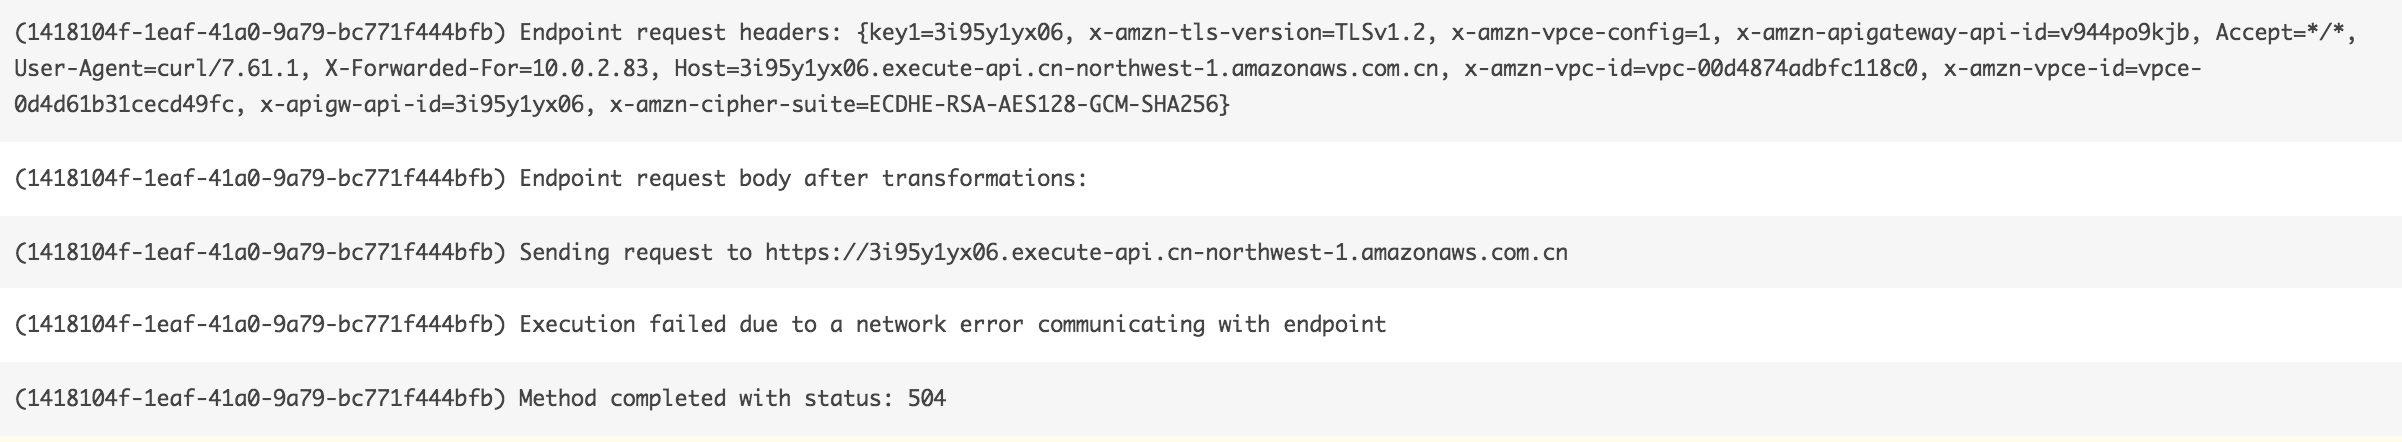 (1418104f-1eaf-41a0-9a79-bc771f444bfb) Endpoint request headers: {key1=3i95y1yx06, x-amzn-tls-version=TLSv1.2, x-amzn-vpce-config=1, x-amzn-apigateway-api-id=v944po9kjb, Accept=*/*,
User-Agent=curl/7.61.1, X-Forwarded-For=10.0.2.83, Host=3i95y1yx06.execute-api.cn-northwest-1.amazonaws.com.cn, x-amzn-vpc-id=vpc-00d4874adbfc118c0, x-amzn-vpce-id=vpce-
0d4d61b31cecd49fc, x-apigw-api-id=3i95y1yx06, x-amzn-cipher-suite=ECDHE-RSA-AES128-GCM-SHA256}
(1418104f-1eaf-41a0-9a79-bc771f444bfb) Endpoint request body after transformations:
(1418104f-1eaf-41a0-9a79-bc771f444bfb) Sending request to https://3i95y1yx06.execute-api.cn-northwest-1.amazonaws.com.cn
(1418104f-1eaf-41a0-9a79-bc771f444bfb) Execution failed due to a network error communicating with endpoint
(1418104f-1eaf-41a0-9a79-bc771f444bfb) Method completed with status: 504